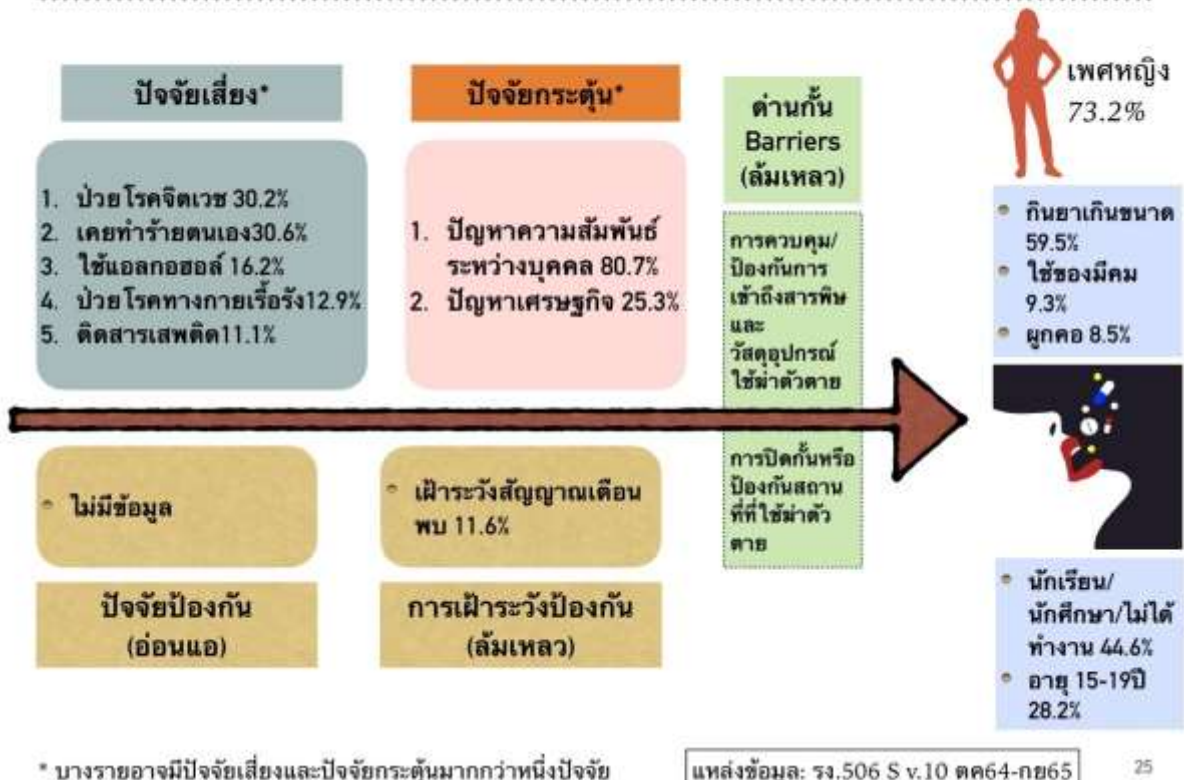 ปัจจัยเสี่ยง*
1. ป่วยโรคจิตเวช 30.2%
2. เคยทำร้ายตนเอง30.6%
3. ใช้แอลกอฮอล์ 16.2%
4. ป่วยโรคทางกายเรื้อรัง12.9%
5. ติดสารเสพติด11.1%
ปัจจัยกระตุ้น*
1. ปัญหาความสัมพันธ์
ระหว่างบุคคล 80.7%
2. ปัญหาเศรษฐกิจ 25.3%
ด่านกั้น
Barriers
(ล้มเหลว)
การควบคุม/
ป้องกันการ
เข้าถึงสารพิษ
และ
วัสดุอุปกรณ์
ใช้ฆ่าตัวตาย
การปิดกั้นหรือ
ป้องกันสถาน
ที่ที่ใช้ฆ่าตัว
ตาย
เพศหญิง
73.2%
กินยาเกินขนาด
59.5%
ใช้ของมีคม
9.3%
ผูกคอ 8.5%
ไม่มีข้อมูล
ปัจจัยป้องกัน
(อ่อนแอ)
เฝ้าระวังสัญญาณเตือน
พบ 11.6%
การเฝ้าระวังป้องกัน
(ล้มเหลว)
นักเรียน/
นักศึกษา/ไม่ได้
ทำงาน 44.6%
อายุ 15-19ปี
28.2%
* บางรายอาจมีปัจจัยเสี่ยงและปัจจัยกระตุ้นมากกว่าหนึ่งปัจจัย
แหล่งข้อมูล: รง.506 S v.10 ตค64-กย65
25